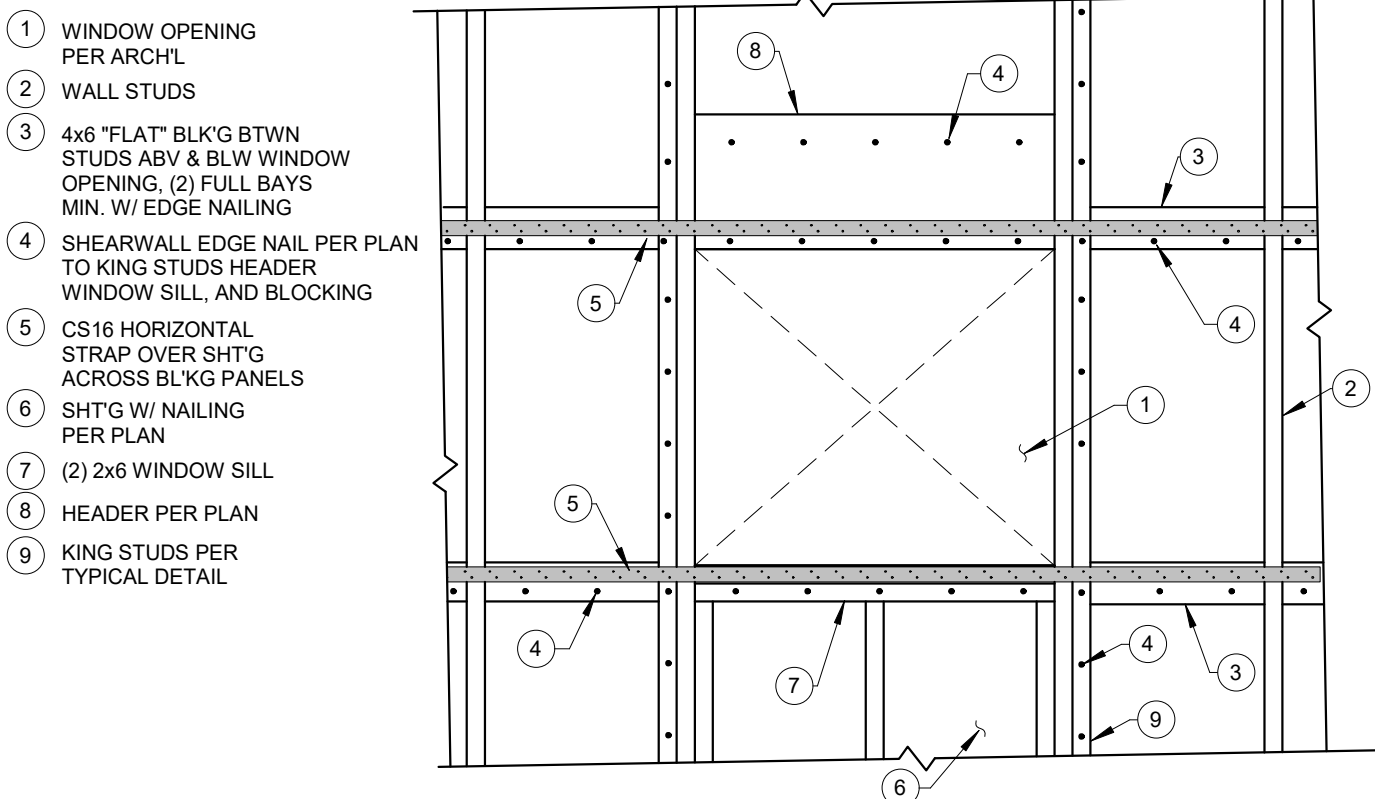 1 WINDOW OPENING
PER ARCH'L
2 WALL STUDS
3 4x6 "FLAT" BLK'G BTWN
STUDS ABV & BLW WINDOW
OPENING, (2) FULL BAYS
MIN. W/ EDGE NAILING
4 SHEARWALL EDGE NAIL PER PLAN
TO KING STUDS HEADER
WINDOW SILL, AND BLOCKING
5 CS16 HORIZONTAL
STRAP OVER SHT'G
ACROSS BL'KG PANELS
6 SHT'G W/ NAILING
PER PLAN
7 (2) 2x6 WINDOW SILL
8 HEADER PER PLAN
9 KING STUDS PER
TYPICAL DETAIL
8
4
3
5
4
2
1
5
4
7
4
3
9
6